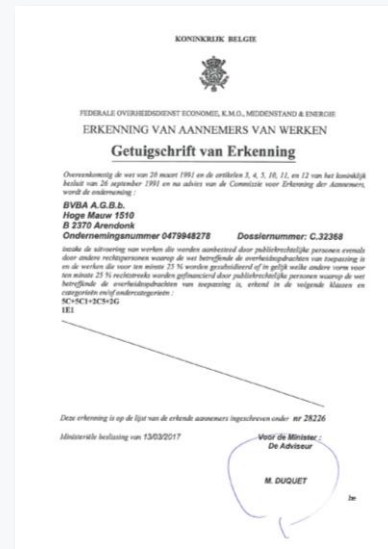 KONINKRIJK BELGIE
FEDERALE OVERHEIDSDIENST ECONOMIE, K.M.O., MIDDENSTAND & ENERGIE
ERKENNING VAN AANNEMERS VAN WERKEN
Getuigschrift van Erkenning
Overeenkomstig de wet van 20 maart 1991 en de artikelen 3, 4, 5, 10, 11, en 12 van het koninklijk
besluit van 26 september 1991 en na advies van de Commissie voor Erkenning der Aannemers,
wordt de onderneming :
BVBA A.G.B.b.
Hoge Mauw 1510
B 2370 Arendonk
Ondernemingsnummer 0479948278 Dossiernummer: C.32368
inzake de uitvoering van werken die worden aanbesteed door publiekrechtelijke personen evenals
door andere rechtspersonen waarop de wet betreffende de overheidsopdrachten van toepassing is
en de werken die voor ten minste 25 % worden gesubsidieerd of in gelijk welke andere vorm voor
ten minste 25 % rechtstreeks worden gefinancierd door publiekrechtelijke personen waarop de wet
betreffende de overheidsopdrachten van toepassing is, erkend in de volgende klassen en
categorieën en/of ondercategorieën :
5C+5C1+2C5+2G
1E1
Deze erkenning is op de lijst van de erkende aannemers ingeschreven onder nr 28226
Ministeriële beslissing van 13/03/2017
Voor de Minister :
De Adviseur
M. DUQUET